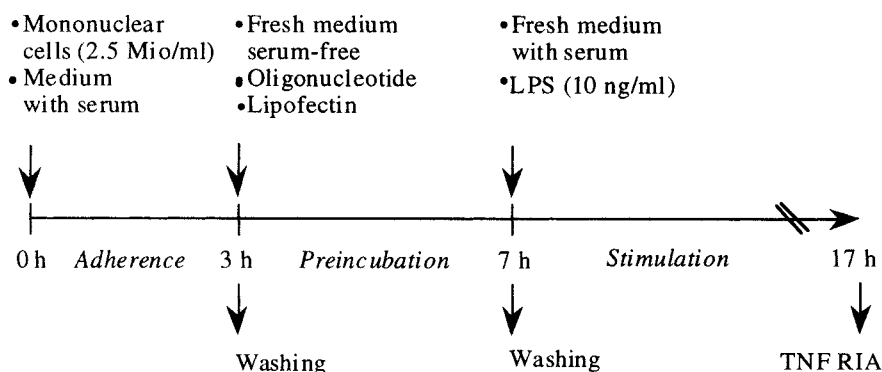 •Mononuclear
cells (2.5 Mio/ml)
• Medium
with serum
•Fresh medium
serum-free
•Oligonucleotide
•Lipofectin
•Fresh medium
with serum
•LPS (10 ng/ml)
0 h Adherence 3 h Preincubation 7 h Stimulation 17 h
Washing Washing TNF RIA